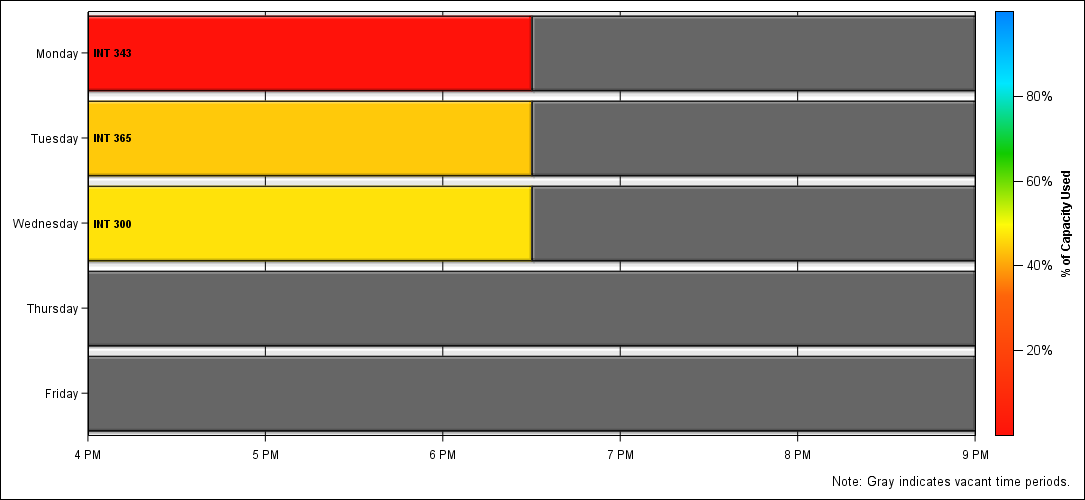 Monday
INT 343
Tuesday
INT 365
Wednesday
INT 300
Thursday
Friday
4 PM 5 PM 6 PM 7 PM 8 PM 9 PM
80%
60%
40%
20%
% of Capacity Used
Note: Gray indicates vacant time periods.